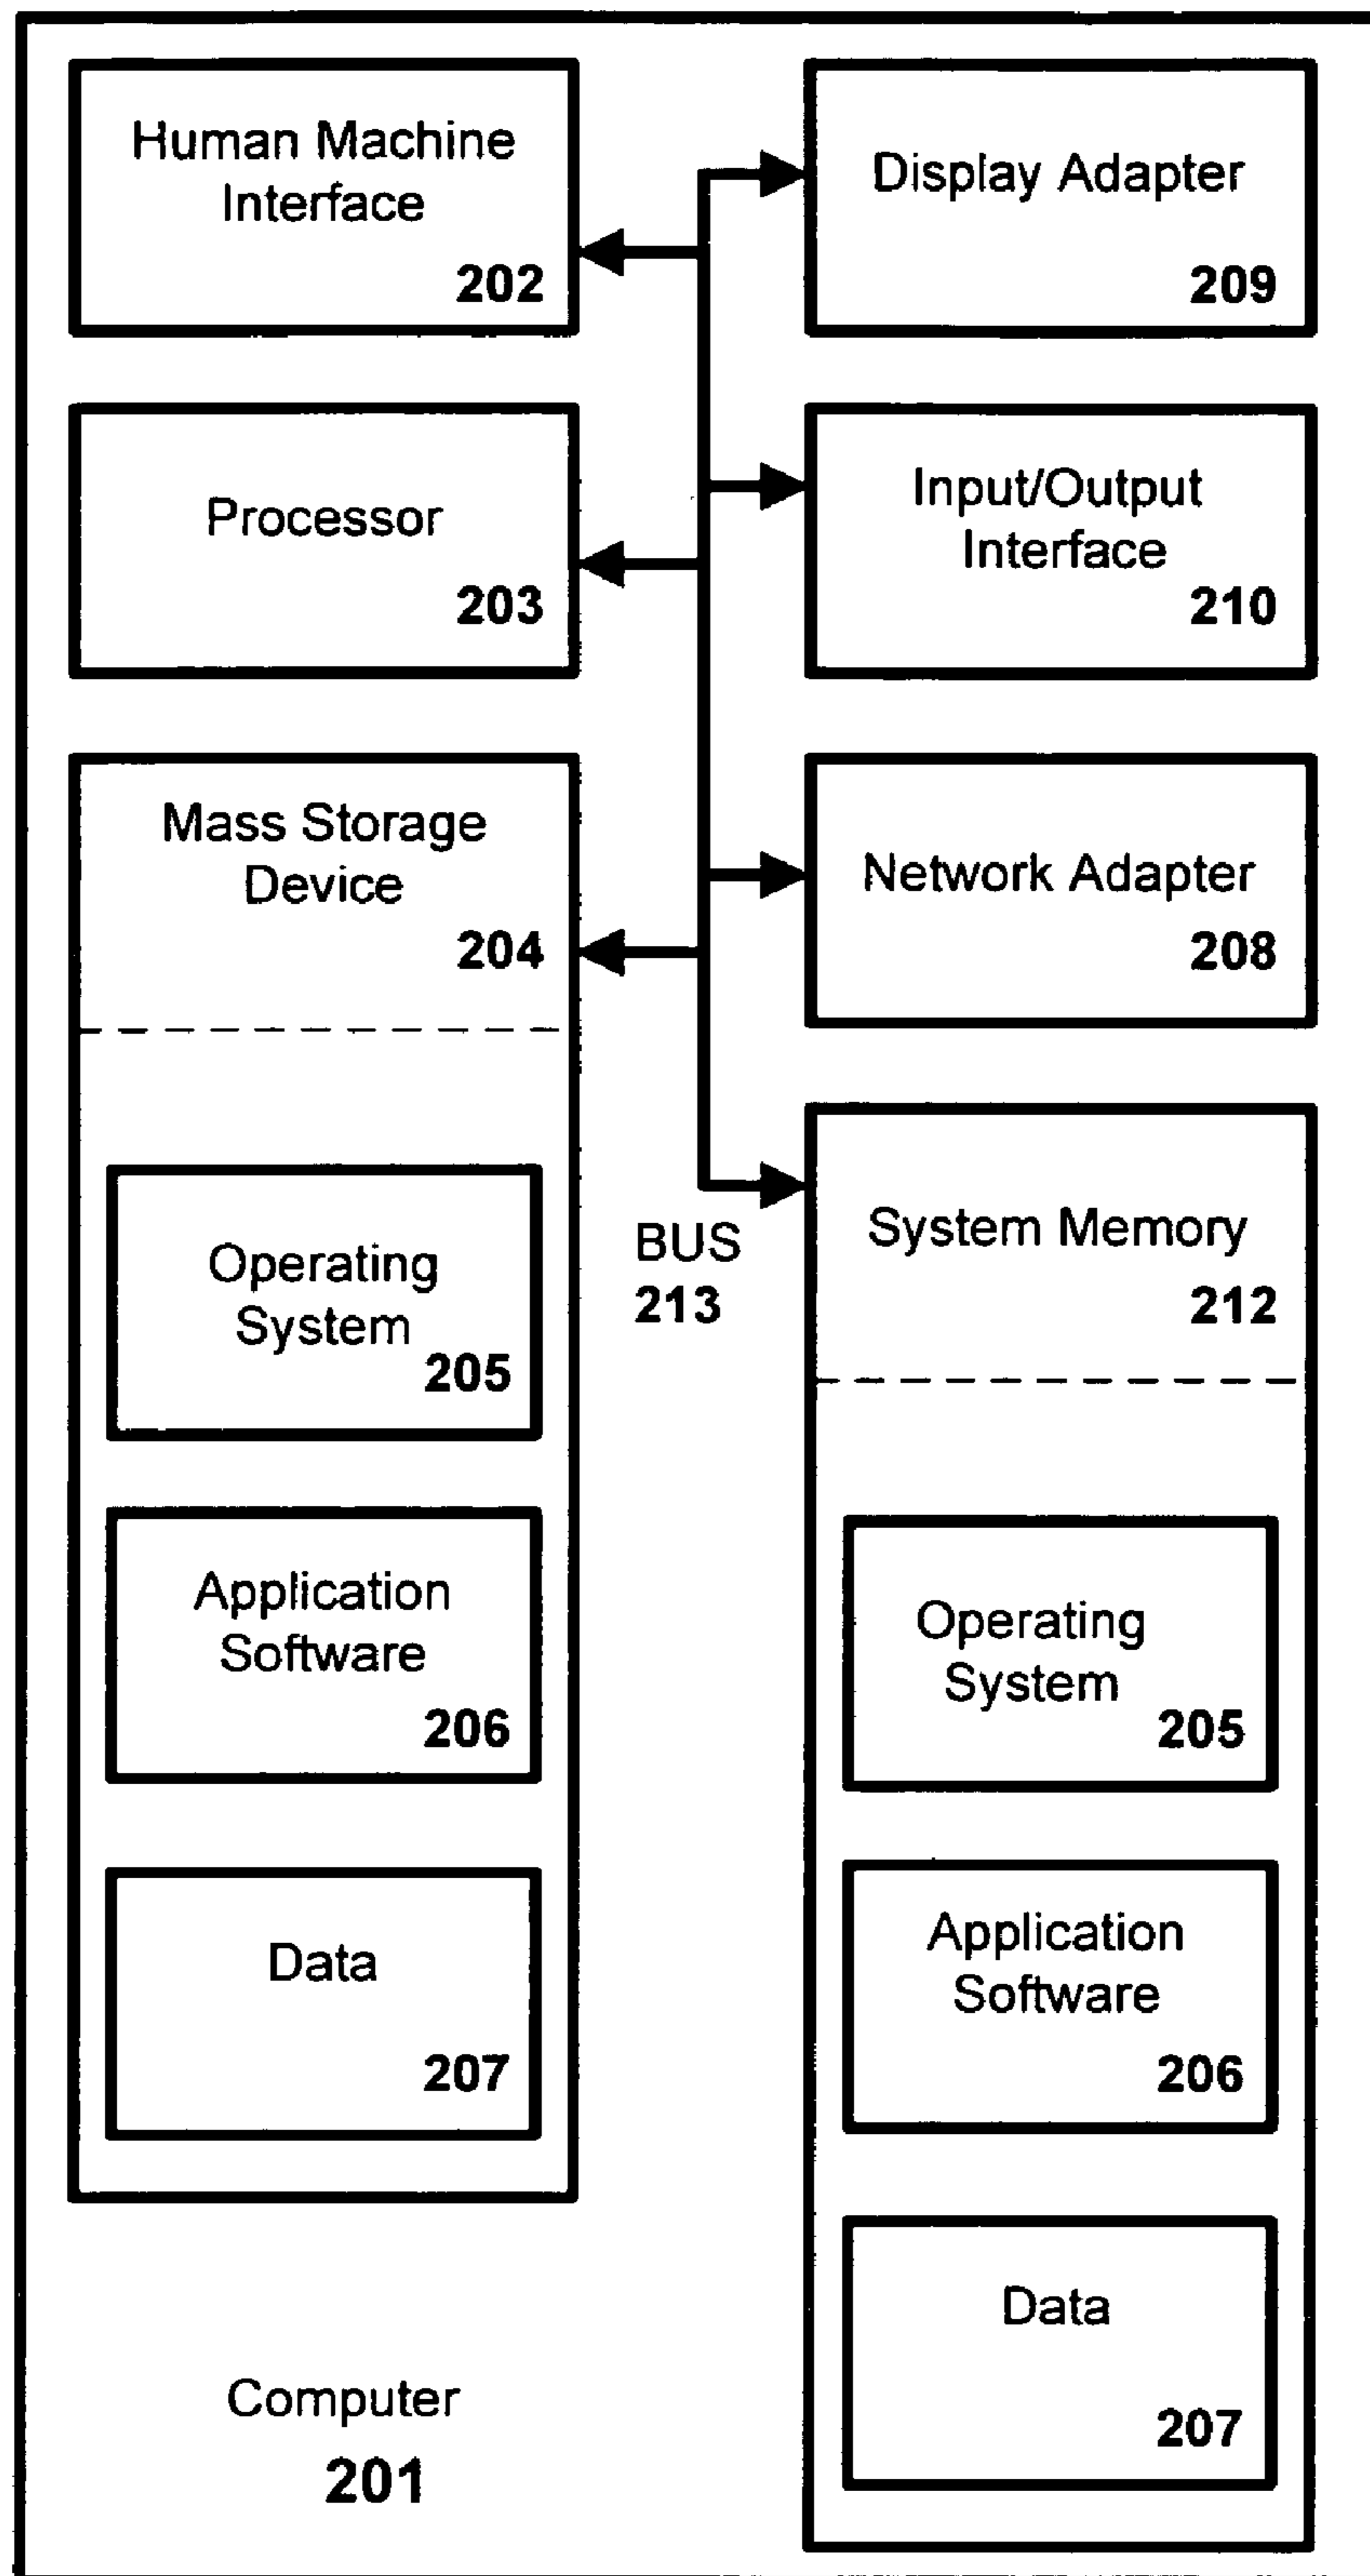 Human Machine
Interface
202
Processor
203
Mass Storage
Device
204
Operating
System
205
Application
Software
206
Data
207
Computer
201
BUS
213
Display Adapter
209
Input/Output
Interface
210
Network Adapter
208
System Memory
212
Operating
System
205
Application
Software
206
Data
207